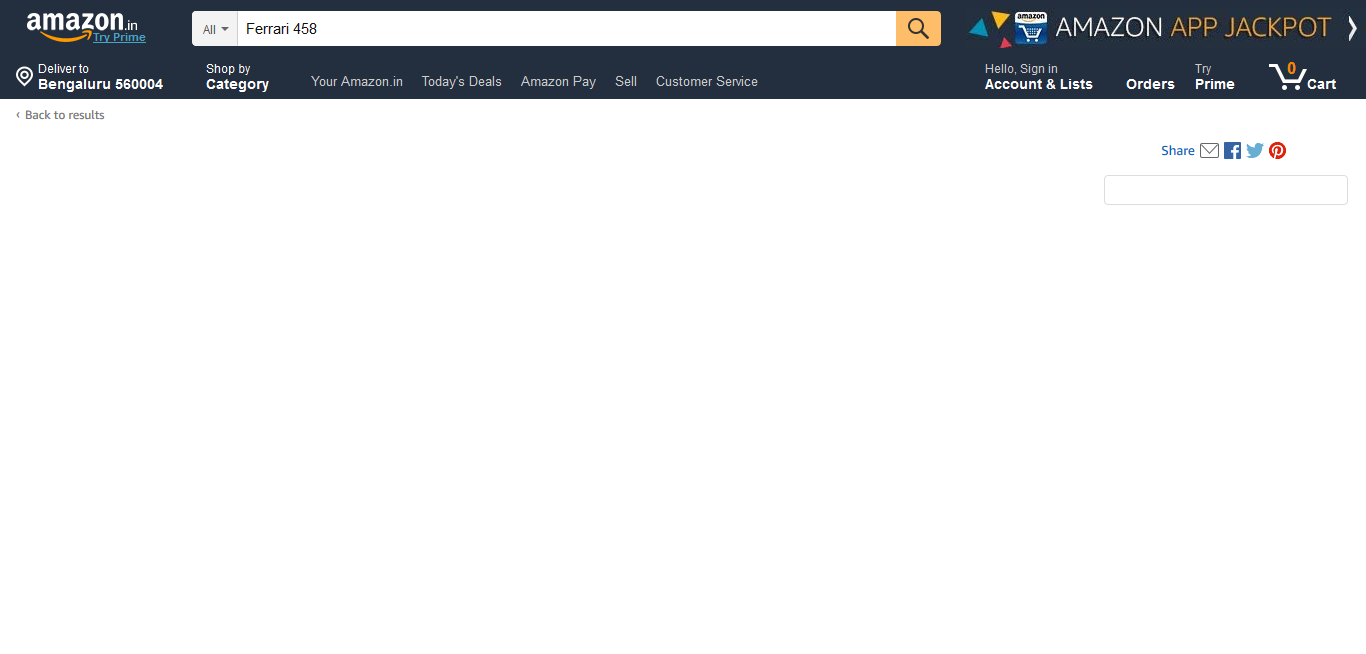 amazon.in
Try Prime
All
Ferrari 458
amazon
AMAZON APP JACKPOT
Deliver to
Bengaluru 560004
Shop by
Category
Your Amazon.in Today's Deals Amazon Pay Sell Customer Service
Hello, Sign in
Account & Lists
Orders
Try
Prime
0
Cart
‹ Back to results
Share